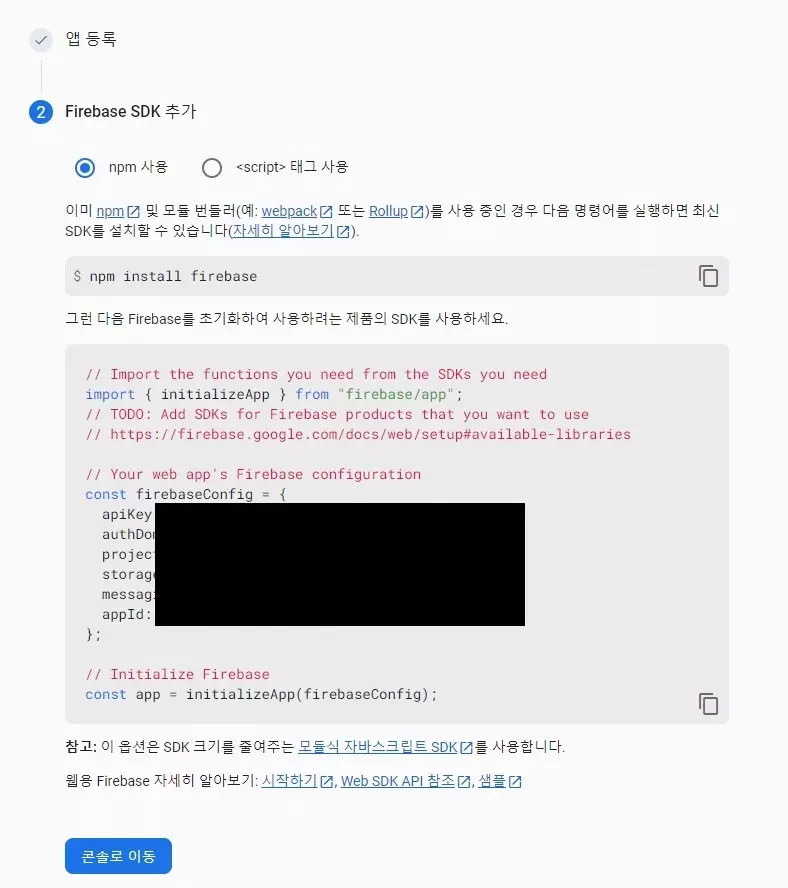 앱 등록
2 Firebase SDK 추가
npm 사용 <script> 태그 사용
이미 npm 및 모듈 번들러(예: webpack 또는 Rollup)를 사용 중인 경우 다음 명령어를 실행하면 최신
SDK를 설치할 수 있습니다(자세히 알아보기).
$ npm install firebase
그런 다음 Firebase를 초기화하여 사용하려는 제품의 SDK를 사용하세요.
// Import the functions you need from the SDKs you need
import { initializeApp } from "firebase/app";
// TODO: Add SDKs for Firebase products that you want to use
// https://firebase.google.com/docs/web/setup#available-libraries
// Your web app's Firebase configuration
const firebaseConfig = {
apiKey
authDom
project
storage
messagi
appId:
};
// Initialize Firebase
const app = initializeApp(firebaseConfig);
참고: 이 옵션은 SDK 크기를 줄여주는 모듈식 자바스크립트 SDK를 사용합니다.
웹용 Firebase 자세히 알아보기: 시작하기, Web SDK API 참조, 샘플
콘솔로 이동